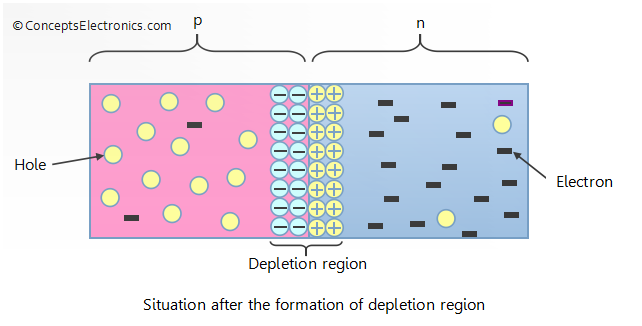 © ConceptsElectronics.com
p
n
Hole
Electron
Depletion region
Situation after the formation of depletion region